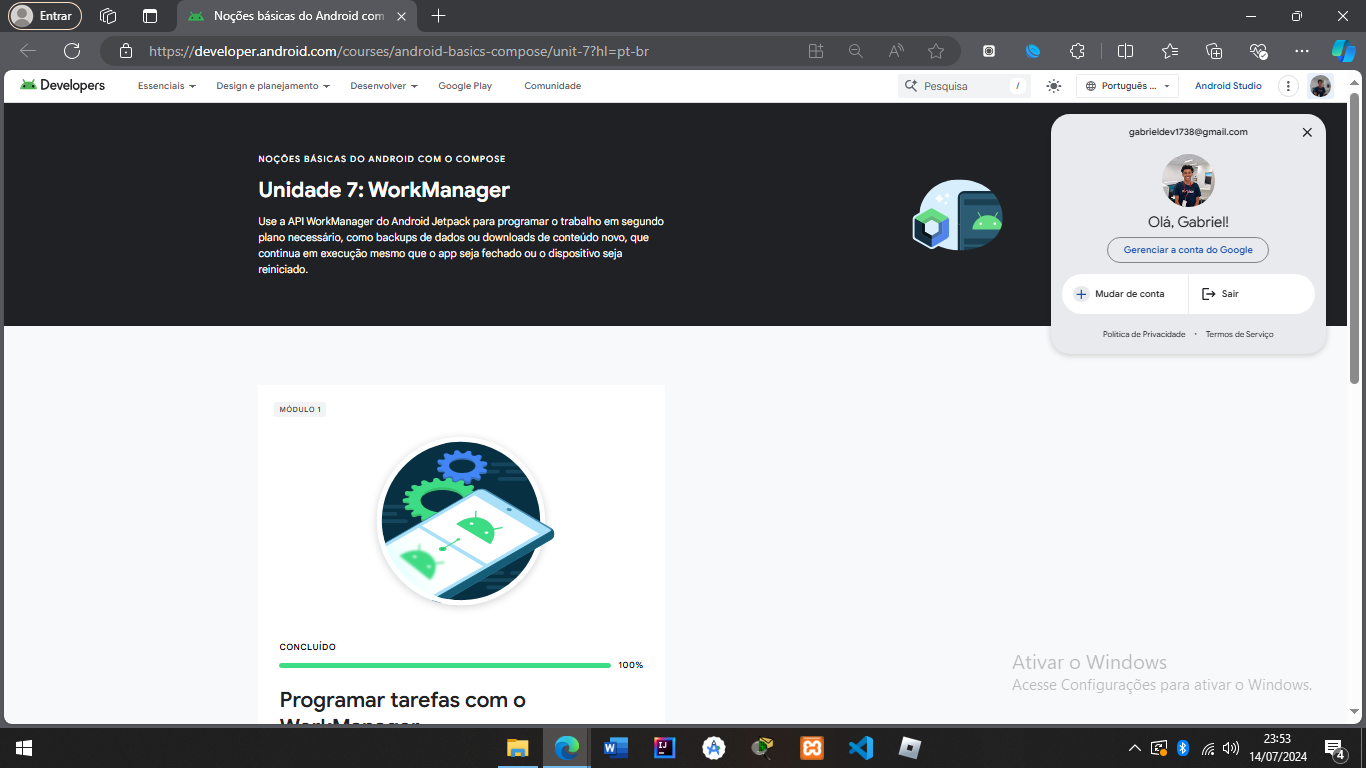 Entrar
Noções básicas do Android com
https://developer.android.com/courses/android-basics-compose/unit-7?hl=pt-br
Developers
Essenciais
Design e planejamento
Desenvolver
Google Play
Comunidade
Pesquisa
/
Português ...
Android Studio
gabrieldev1738@gmail.com
Olá, Gabriel!
Gerenciar a conta do Google
Mudar de conta
Sair
Política de Privacidade • Termos de Serviço
NOÇÕES BÁSICAS DO ANDROID COM O COMPOSE
Unidade 7: WorkManager
Use a API WorkManager do Android Jetpack para programar o trabalho em segundo
plano necessário, como backups de dados ou downloads de conteúdo novo, que
continua em execução mesmo que o app seja fechado ou o dispositivo seja
reiniciado.
MÓDULO 1
CONCLUÍDO
100%
Programar tarefas com o
WorkManager
Ativar o Windows
Acesse Configurações para ativar o Windows.
23:53
14/07/2024
4